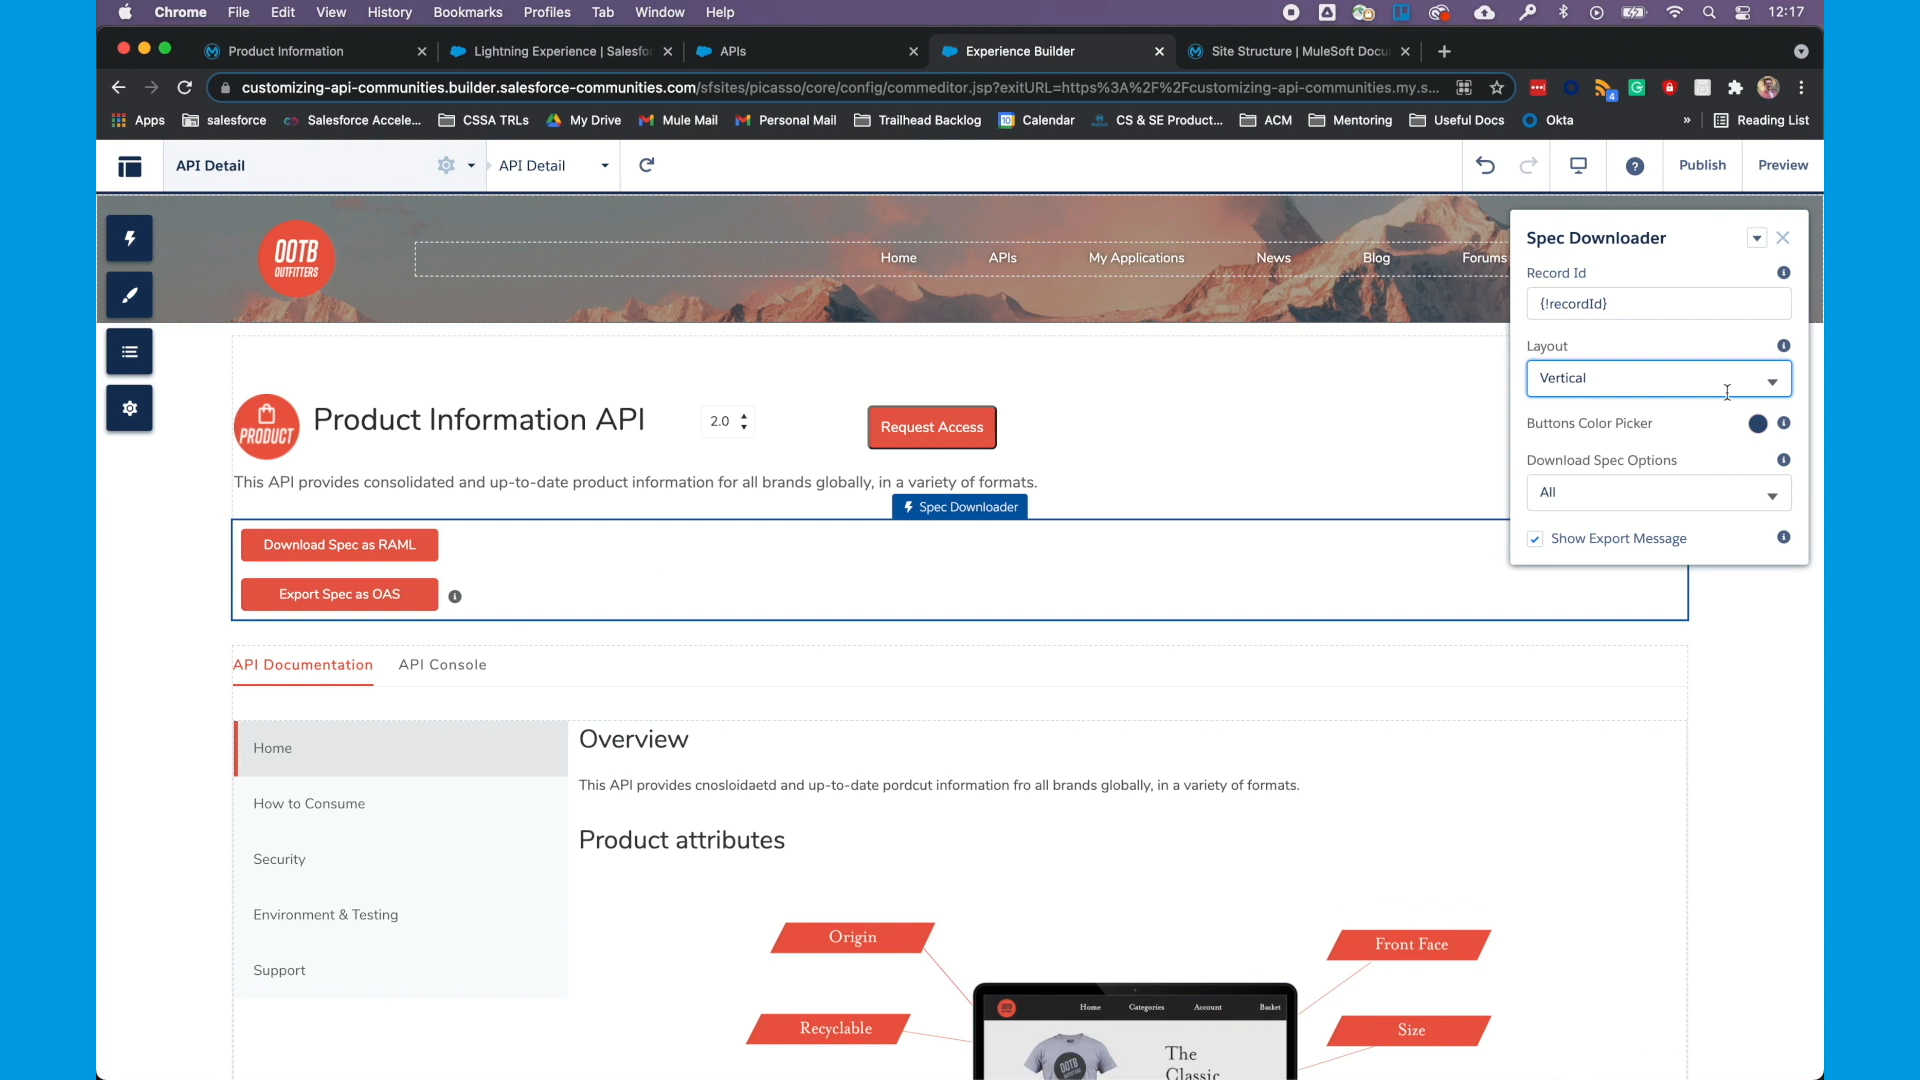 Chrome File Edit View History Bookmarks Profiles Tab Window Help 12:17
Product Information Lightning Experience | Salesfo APIs Experience Builder Site Structure | MuleSoft Docu
customizing-api-communities.builder.salesforce-communities.com/sfsites/picasso/core/config/commeditor.jsp?exitURL=https%3A%2F%2Fcustomizing-api-communities.my.s...
4
Apps salesforce Salesforce Accele... CSSA TRLs My Drive Mule Mail Personal Mail Trailhead Backlog 10 Calendar CS & SE Product... ACM Mentoring Useful Docs Okta » Reading List
API Detail API Detail ? Publish Preview
OOTB
OUTFITTERS
Home APIs My Applications News Blog Forums
Spec Downloader
Record Id
{!recordId}
Layout
Vertical
Buttons Color Picker
Download Spec Options
All
Show Export Message
PRODUCT
Product Information API 2.0 Request Access
This API provides consolidated and up-to-date product information for all brands globally, in a variety of formats.
Spec Downloader
Download Spec as RAML
Export Spec as OAS
API Documentation API Console
Home
How to Consume
Security
Environment & Testing
Support
Overview
This API provides cnosloidaetd and up-to-date pordcut information fro all brands globally, in a variety of formats.
Product attributes
Origin
Front Face
Recyclable
Size
Home Categories Account Basket
OOTB
The
Classic